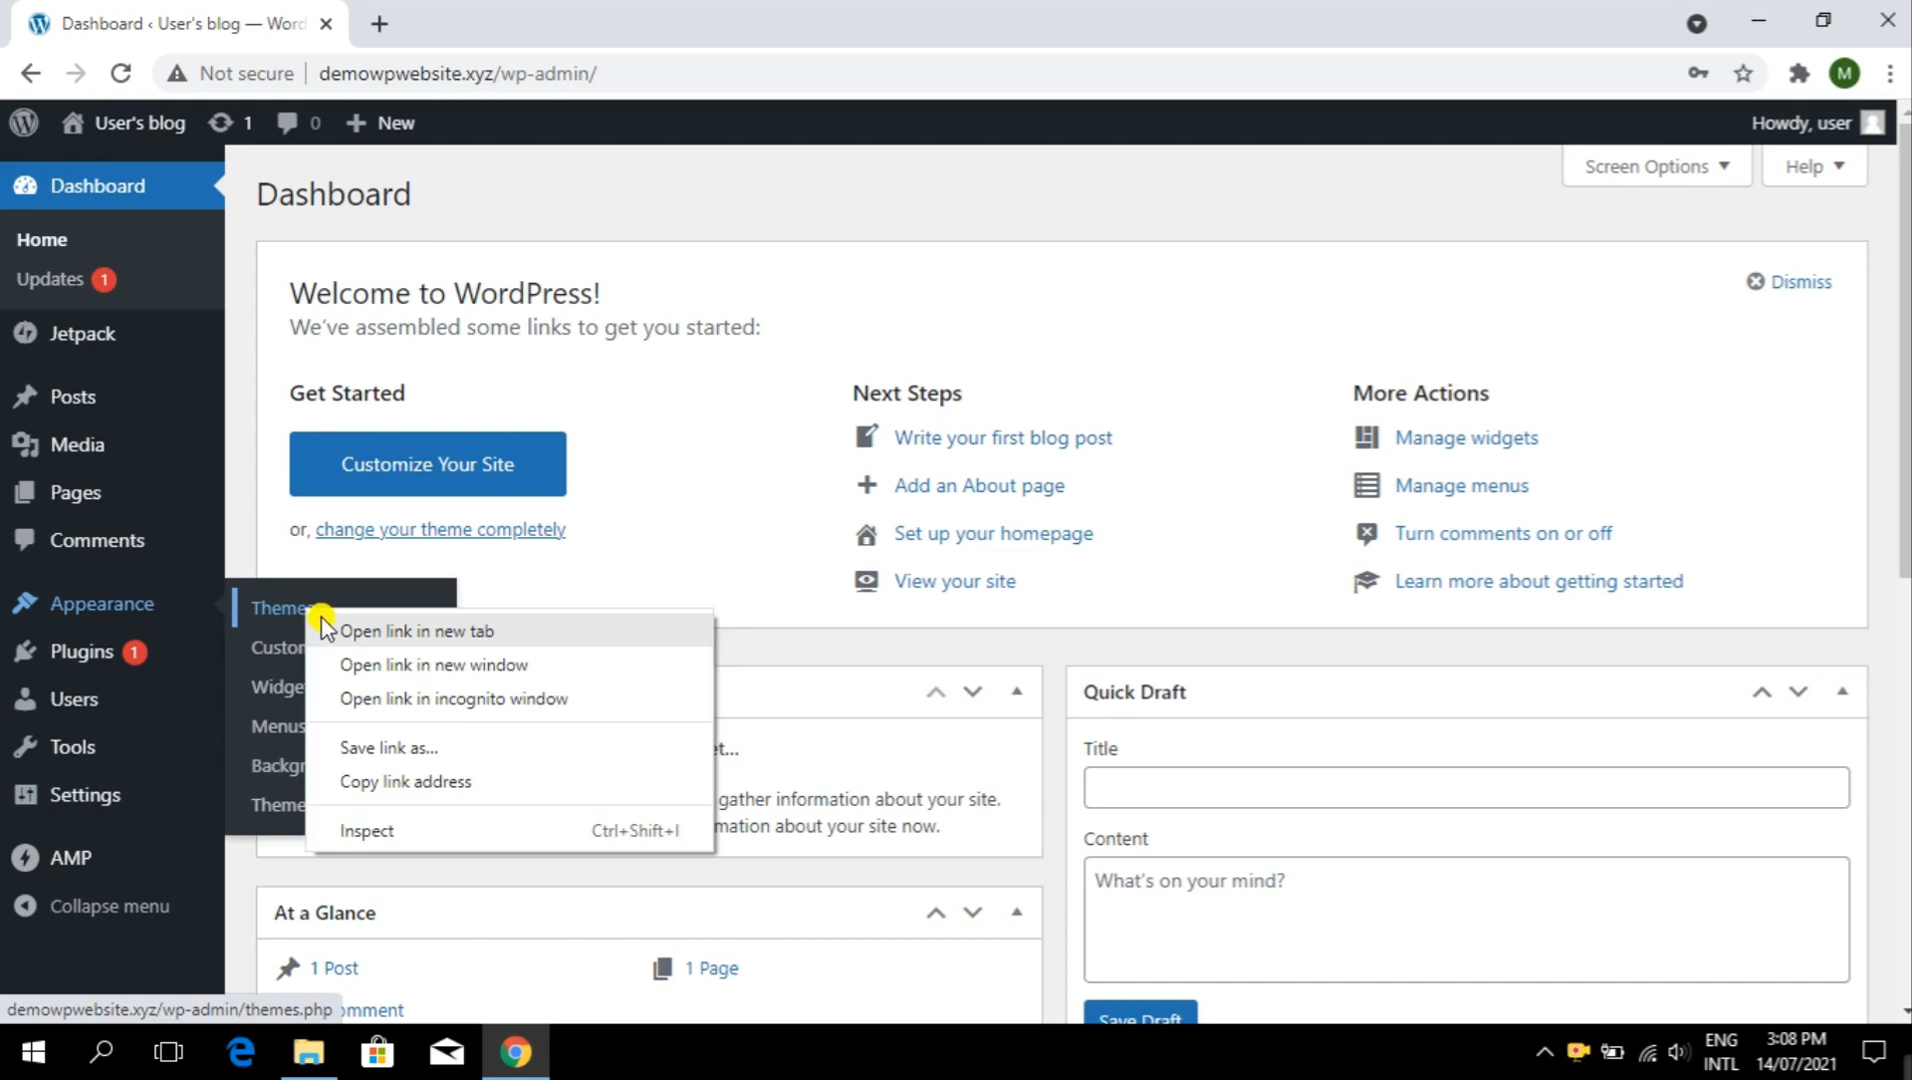 Dashboard ‹ User's blog — Word
Not secure
demowpwebsite.xyz/wp-admin/
M
User's blog
1
0
New
Howdy, user
Dashboard
Home
Updates 1
Jetpack
Posts
Media
Pages
Comments
Appearance
Plugins 1
Users
Tools
Settings
AMP
Collapse menu
Screen Options
Help
Dashboard
Welcome to WordPress!
We've assembled some links to get you started:
Dismiss
Get Started
Customize Your Site
or, change your theme completely
Next Steps
Write your first blog post
Add an About page
Set up your homepage
View your site
More Actions
Manage widgets
Manage menus
Turn comments on or off
Learn more about getting started
Theme
Custom
Widge
Menus
Backgr
Theme
Open link in new tab
Open link in new window
Open link in incognito window
Save link as...
Copy link address
Inspect Ctrl+Shift+I
et...
gather information about your site.
mation about your site now.
At a Glance
1 Post
1 Page
omment
Quick Draft
Title
Content
What's on your mind?
Save Draft
demowpwebsite.xyz/wp-admin/themes.php
ENG
INTL
3:08 PM
14/07/2021